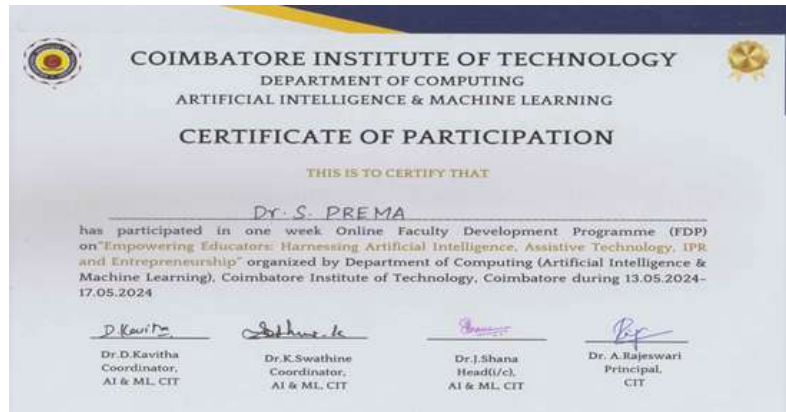 COIMBATORE INSTITUTE OF TECHNOLOGY
DEPARTMENT OF COMPUTING
ARTIFICIAL INTELLIGENCE & MACHINE LEARNING
CERTIFICATE OF PARTICIPATION
THIS IS TO CERTIFY THAT
Dr. S. PREMA
has participated in one week Online Faculty Development Programme (FDP)
on"Empowering Educators: Harnessing Artificial Intelligence, Assistive Technology, IPR
and Entrepreneurship" organized by Department of Computing (Artificial Intelligence &
Machine Learning), Coimbatore Institute of Technology, Coimbatore during 13.05.2024-
17.05.2024
D.Kavitha
Dr.D.Kavitha
Coordinator,
AI & ML, CIT
Dr.K.Swathine
Coordinator,
AI & ML, CIT
Dr.J.Shana
Head(i/c),
AI & ML, CIT
Dr. A.Rajeswari
Principal,
CIT